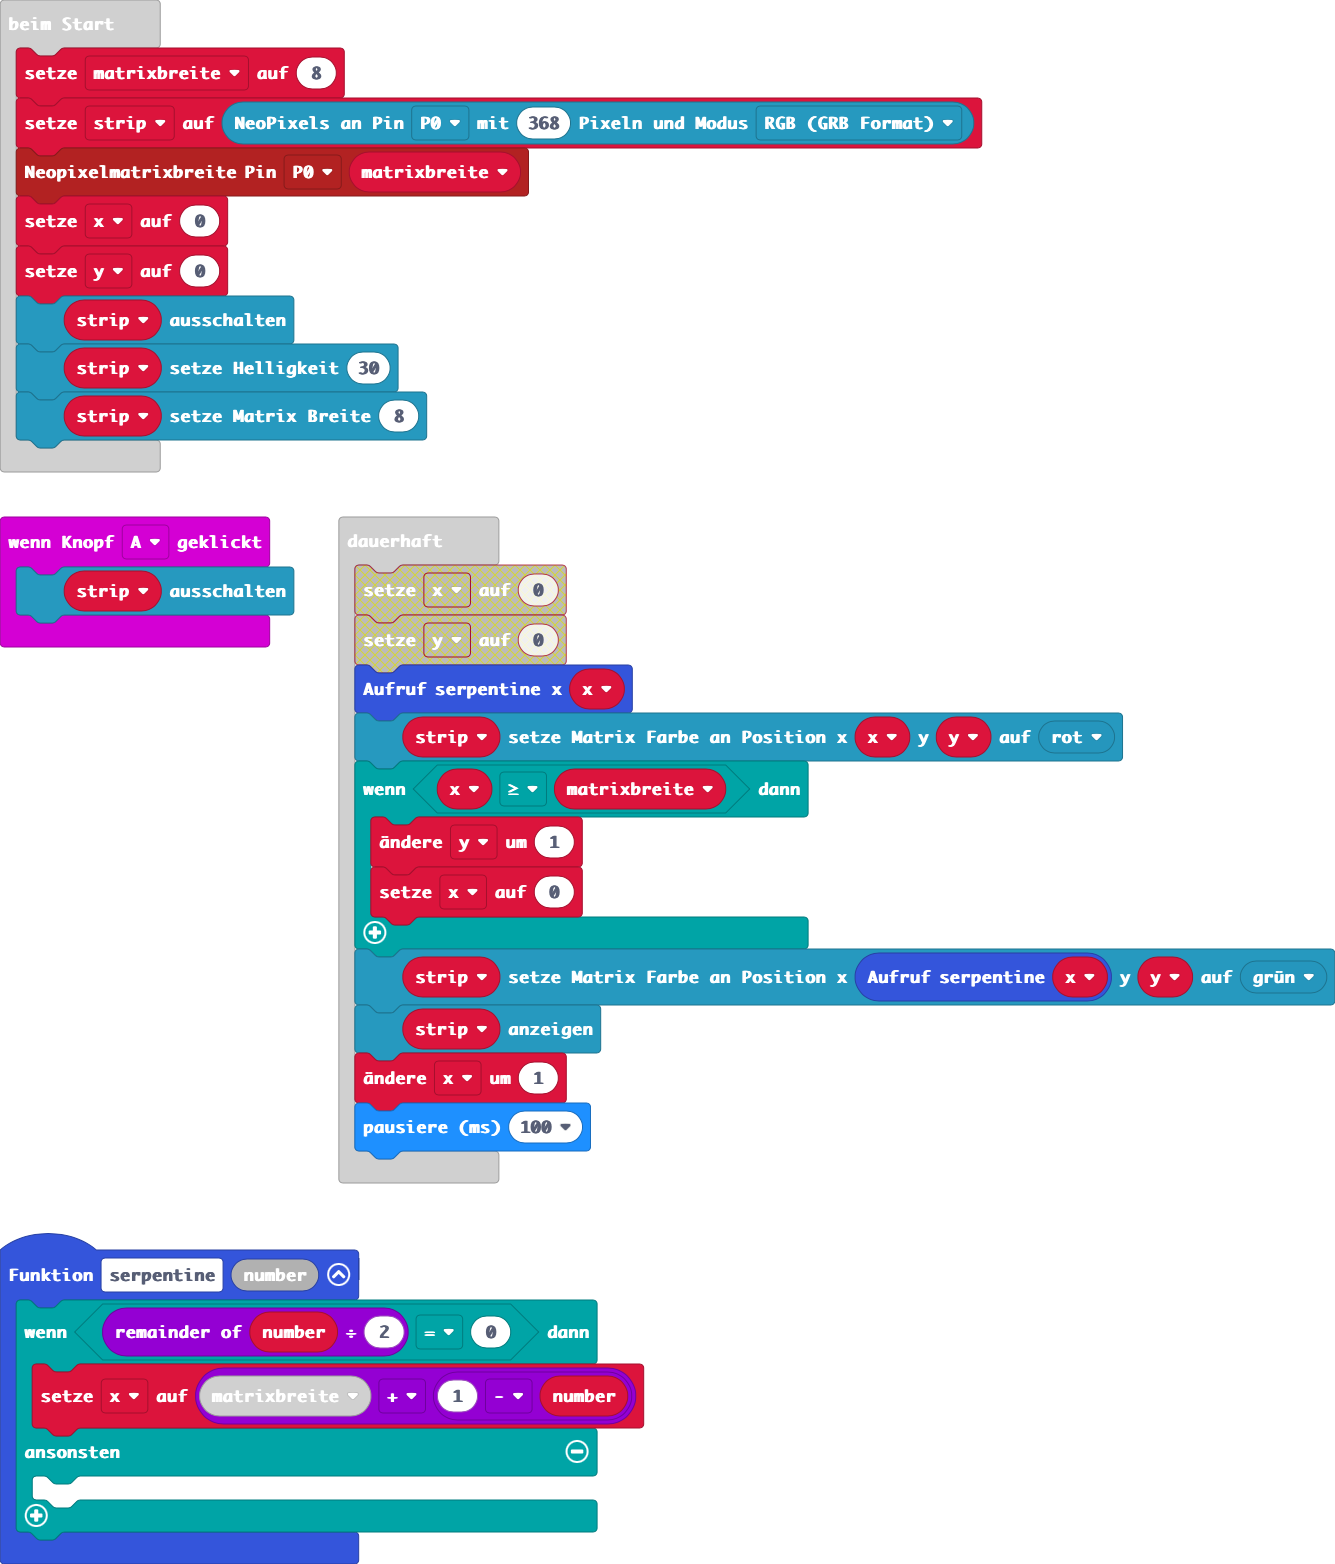 beim Start
setze matrixbreite auf 8
setze strip auf NeoPixels an Pin P0 mit 368 Pixeln und Modus RGB (GRB Format)
Neopixelmatrixbreite Pin P0 matrixbreite
setze x auf 0
setze y auf 0
strip ausschalten
strip setze Helligkeit 30
strip setze Matrix Breite 8
wenn Knopf A geklickt
strip ausschalten
dauerhaft
setze x auf 0
setze y auf 0
Aufruf serpentine x x
strip setze Matrix Farbe an Position x x y y auf rot
wenn x ≥ matrixbreite dann
ändere y um 1
setze x auf 0
strip setze Matrix Farbe an Position x Aufruf serpentine x y y auf grün
strip anzeigen
ändere x um 1
pausiere (ms) 100
Funktion serpentine number
wenn remainder of number ÷ 2 = 0 dann
setze x auf matrixbreite + 1 - number
ansonsten